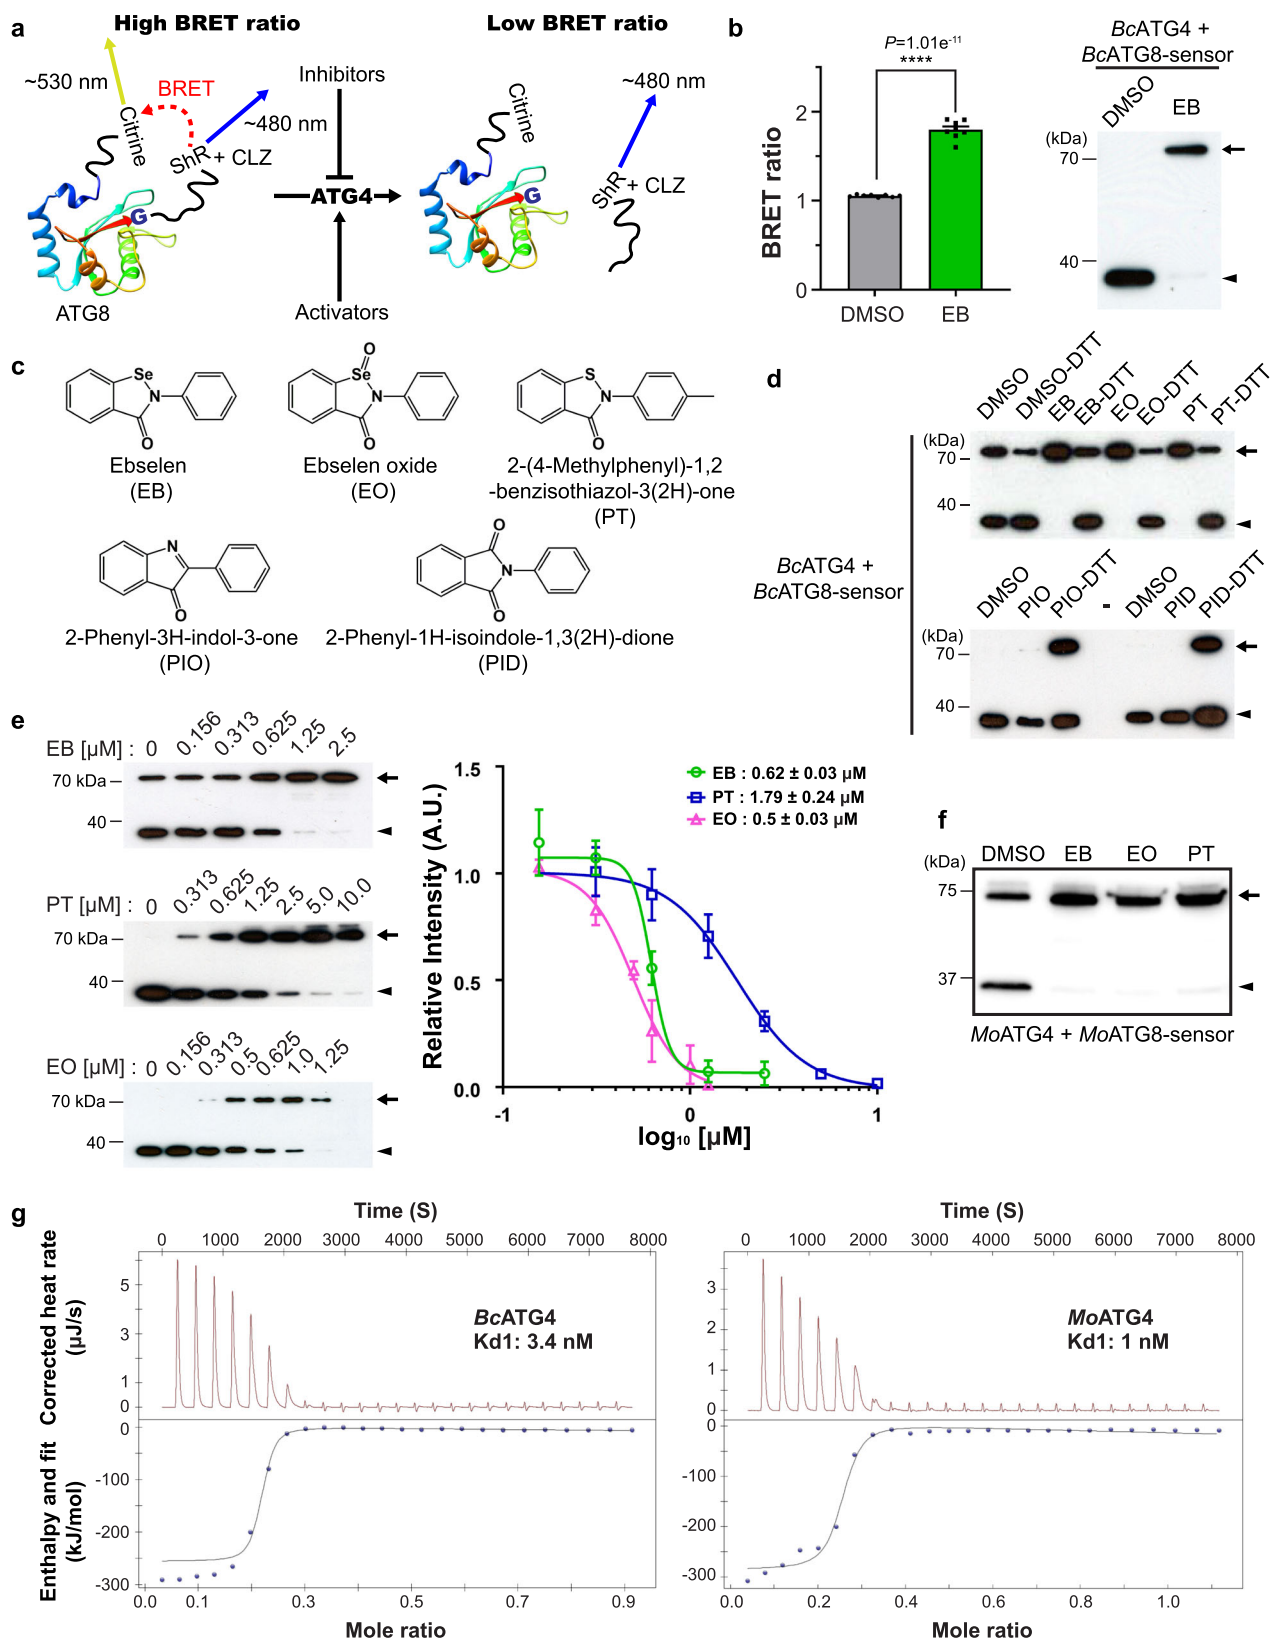 a
High BRET ratio
Low BRET ratio
~530 nm
BRET
Citrine
~480 nm
ShR + CLZ
G
ATG8
Inhibitors
ATG4
Activators
Citrine
~480 nm
ShR + CLZ
G
b
P=1.01e-11
****
BRET ratio
2
1
0
DMSO
EB
BcATG4 +
BcATG8-sensor
DMSO
EB
(kDa)
70
40
c
Se
N
O
Ebselen
(EB)
O
Se
N
O
Ebselen oxide
(EO)
S
N
O
2-(4-Methylphenyl)-1,2
-benzisothiazol-3(2H)-one
(PT)
N
O
2-Phenyl-3H-indol-3-one
(PIO)
O
N
O
2-Phenyl-1H-isoindole-1,3(2H)-dione
(PID)
d
BcATG4 +
BcATG8-sensor
DMSO DMSO-DTT EB EB-DTT EO EO-DTT PT PT-DTT
(kDa)
70
40
DMSO PIO PIO-DTT - DMSO PID PID-DTT
(kDa)
70
40
e
EB [µM] : 0 0.156 0.313 0.625 1.25 2.5
70 kDa
40
PT [µM] : 0 0.313 0.625 1.25 2.5 5.0 10.0
70 kDa
40
EO [µM] : 0 0.156 0.313 0.5 0.625 1.0 1.25
70 kDa
40
Relative Intensity (A.U.)
1.5
1.0
0.5
0.0
-1 0 1
log10 [µM]
EB : 0.62 ± 0.03 µM
PT : 1.79 ± 0.24 µM
EO : 0.5 ± 0.03 µM
f
(kDa)
DMSO EB EO PT
75
37
MoATG4 + MoATG8-sensor
g
Time (S)
0 1000 2000 3000 4000 5000 6000 7000 8000
Corrected heat rate
(µJ/s)
5
3
1
0
BcATG4
Kd1: 3.4 nM
Enthalpy and fit
(kJ/mol)
0
-100
-200
-300
0.0 0.1 0.3 0.5 0.7 0.9
Mole ratio
Time (S)
0 1000 2000 3000 4000 5000 6000 7000 8000
3
2
1
0
MoATG4
Kd1: 1 nM
0
-100
-200
-300
0.0 0.2 0.4 0.6 0.8 1.0
Mole ratio